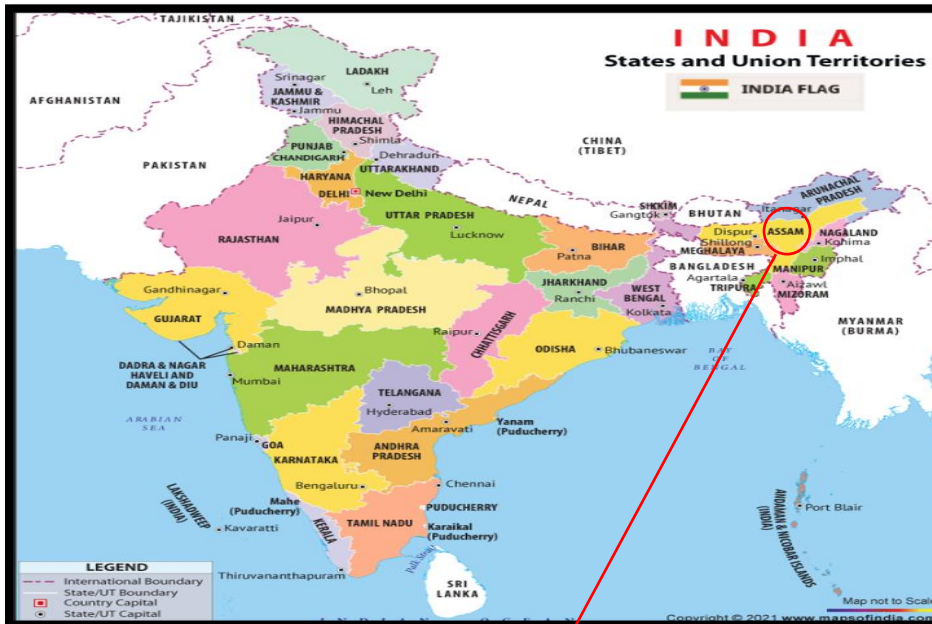 TAJIKISTAN
INDIA
States and Union Territories
INDIA FLAG
AFGHANISTAN
LADAKH
Srinagar
Leh
JAMMU &
KASHMIR
Jammu
HIMACHAL
PRADESH
Shimla
CHINA
(TIBET)
PUNJAB
CHANDIGARH
Dehradun
UTTARAKHAND
PAKISTAN
HARYANA
DELHI
New Delhi
NEPAL
SIKKIM
Gangtok
BHUTAN
ARUNACHAL
PRADESH
Itanagar
Jaipur
RAJASTHAN
UTTAR PRADESH
Lucknow
BIHAR
Patna
Dispur
ASSAM
Shillong
MEGHALAYA
NAGALAND
Kohima
Imphal
MANIPUR
BANGLADESH
Agartala
TRIPURA
Aizawl
MIZORAM
Gandhinagar
GUJARAT
Bhopal
MADHYA PRADESH
JHARKHAND
Ranchi
WEST
BENGAL
Kolkata
MYANMAR
(BURMA)
Raipur
CHHATTISGARH
ODISHA
Bhubaneswar
BAY
OF
BENGAL
Daman
DADRA & NAGAR
HAVELI AND
DAMAN & DIU
Mumbai
MAHARASHTRA
TELANGANA
Hyderabad
Amaravati
Yanam
(Puducherry)
ARABIAN
SEA
Panaji
GOA
KARNATAKA
ANDHRA
PRADESH
Bengaluru
Chennai
Mahe
(Puducherry)
PUDUCHERRY
LAKSHADWEEP
(INDIA)
Kavaratti
KERALA
TAMIL NADU
Karaikal
(Puducherry)
Palk Strait
Thiruvananthapuram
SRI
LANKA
ANDAMAN & NICOBAR ISLANDS
(INDIA)
Port Blair
LEGEND
International Boundary
State/UT Boundary
Country Capital
State/UT Capital
INDIAN OCEAN
Map not to Scale
Copyright © 2021 www.mapsofindia.com